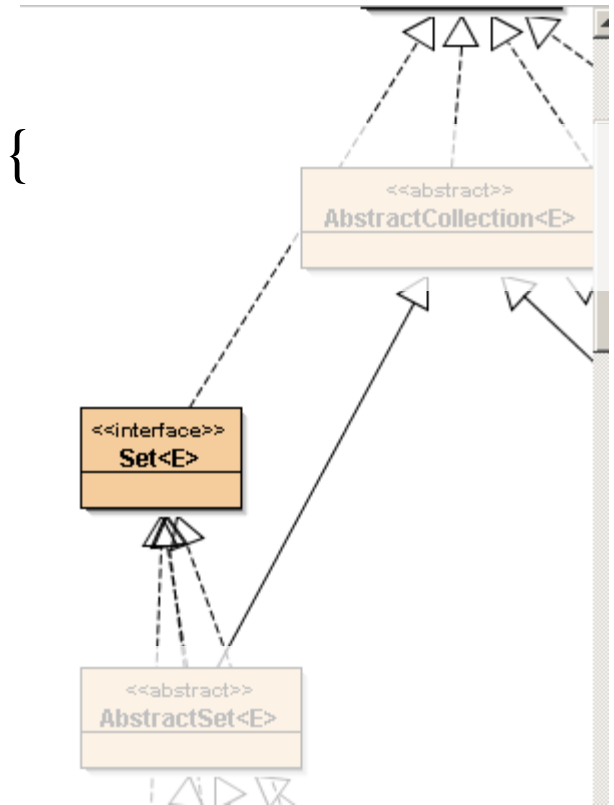 {
<<abstract>>
AbstractCollection<E>
<<interface>>
Set<E>
<<abstract>>
AbstractSet<E>